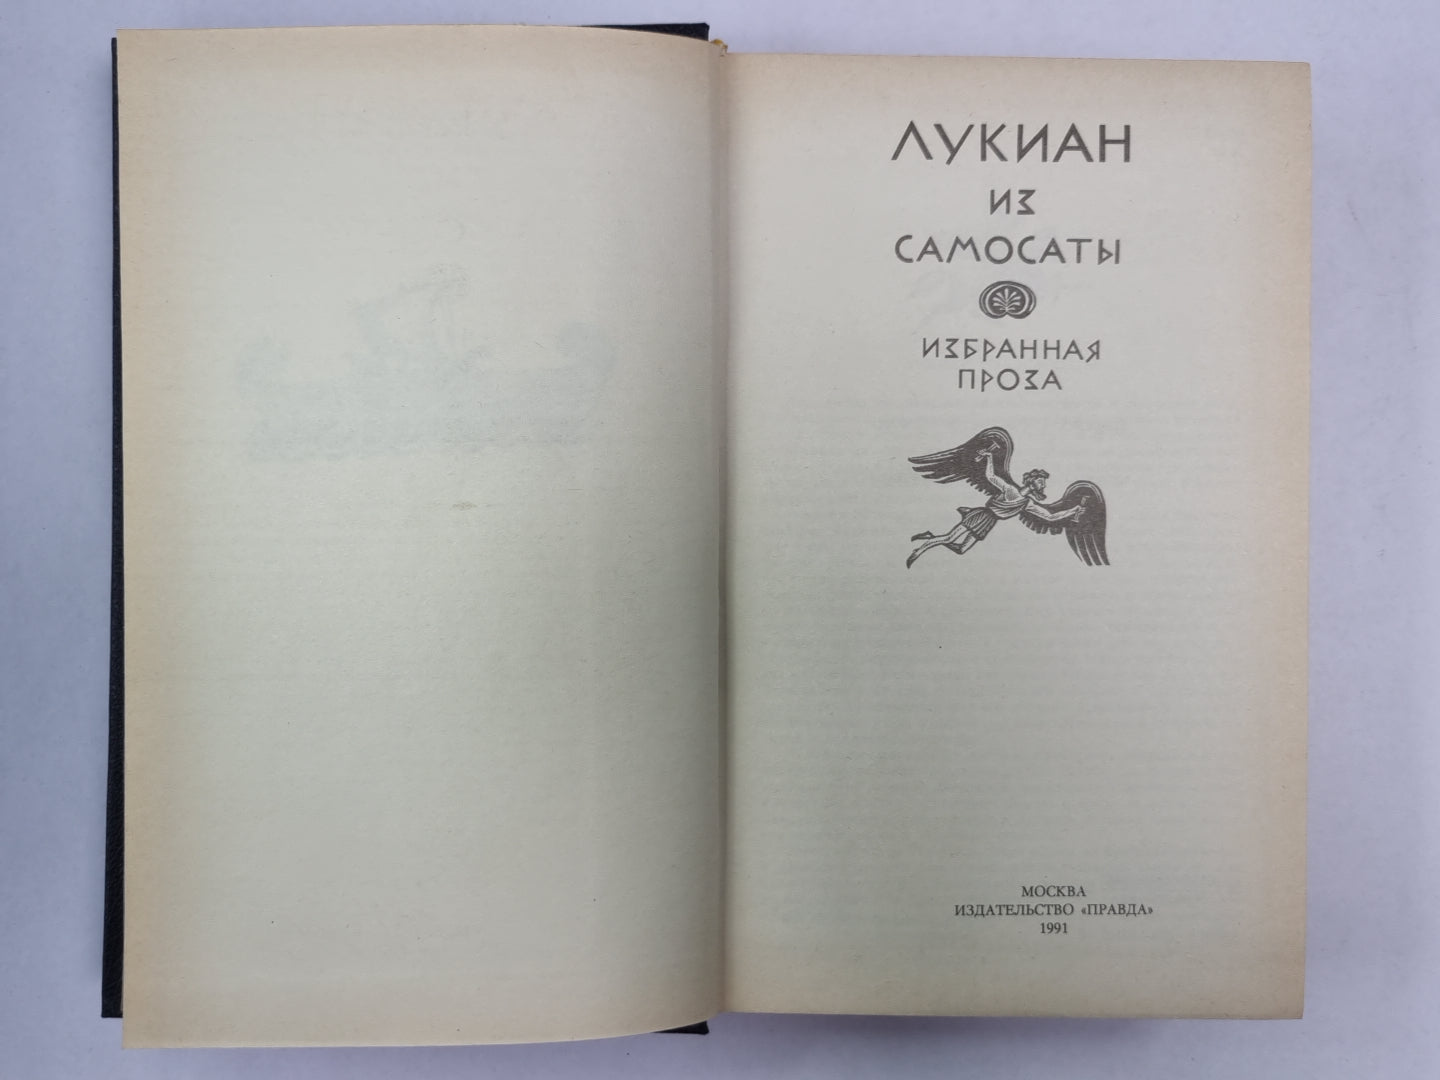 ЛУКИАН
ИЗ
САМОСАТЫ
ИЗБРАННАЯ
ПРОЗА
МОСКВА
ИЗДАТЕЛЬСТВО «ПРАВДА»
1991